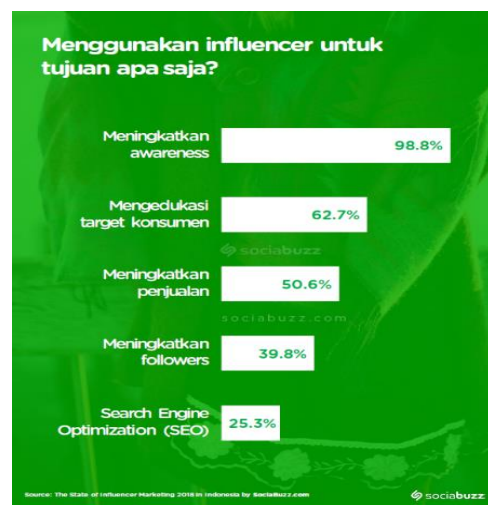 Menggunakan influencer untuk
tujuan apa saja?
Meningkatkan
awareness
98.8%
Mengedukasi
target konsumen
62.7%
sociabuzz
Meningkatkan
penjualan
50.6%
sociabuzz.com
Meningkatkan
followers
39.8%
Search Engine
Optimization (SEO)
25.3%
Source: The State of Influencer Marketing 2018 in Indonesia by SociaBuzz.com
sociabuzz